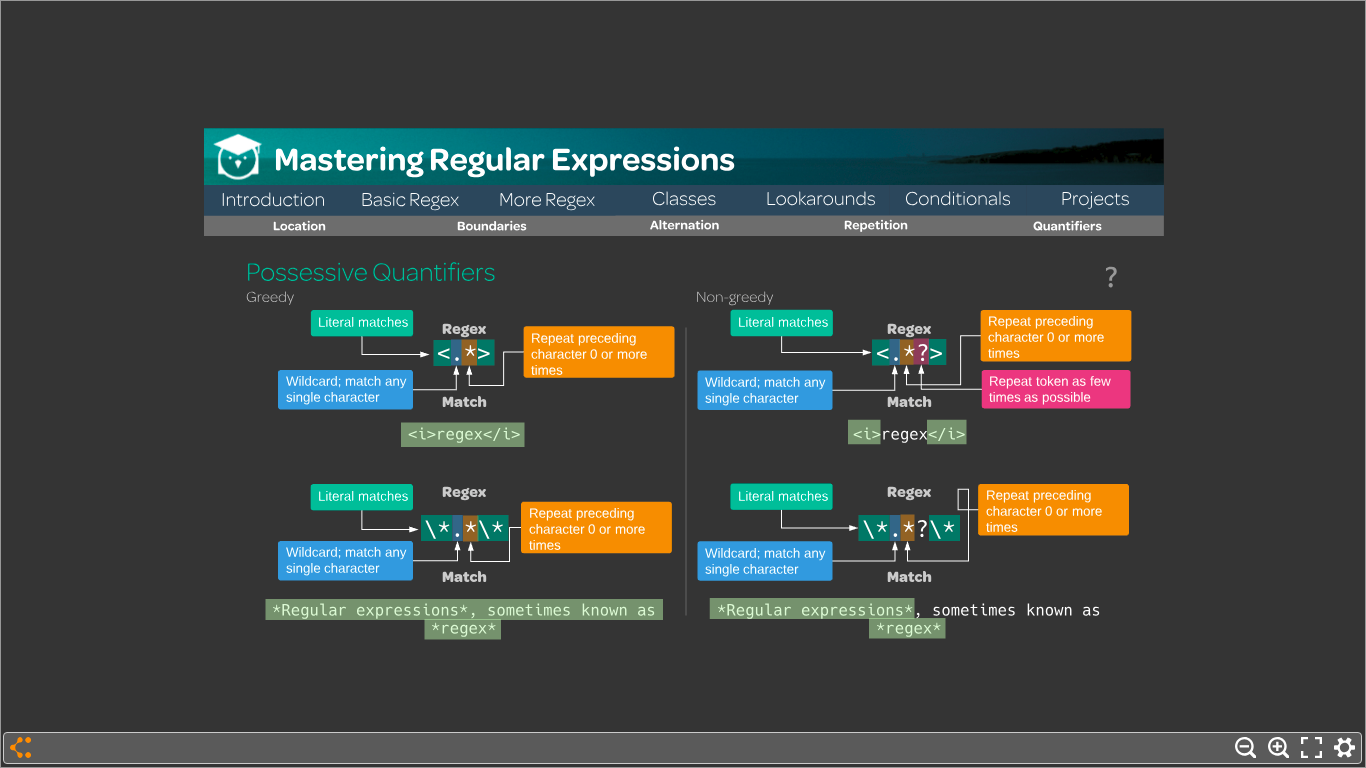 Mastering Regular Expressions
Introduction Basic Regex More Regex Classes Lookarounds Conditionals Projects
Location Boundaries Alternation Repetition Quantifiers
Possessive Quantifiers
?
Greedy
Literal matches
Regex
<.*>
Repeat preceding
character 0 or more
times
Wildcard; match any
single character
Match
<i>regex</i>
Literal matches
Regex
\*.*\*
Repeat preceding
character 0 or more
times
Wildcard; match any
single character
Match
*Regular expressions*, sometimes known as
*regex*
Non-greedy
Literal matches
Regex
<.*?>
Repeat preceding
character 0 or more
times
Wildcard; match any
single character
Repeat token as few
times as possible
Match
<i>regex</i>
Literal matches
Regex
\*.*?\*
Repeat preceding
character 0 or more
times
Wildcard; match any
single character
Match
*Regular expressions*, sometimes known as
*regex*